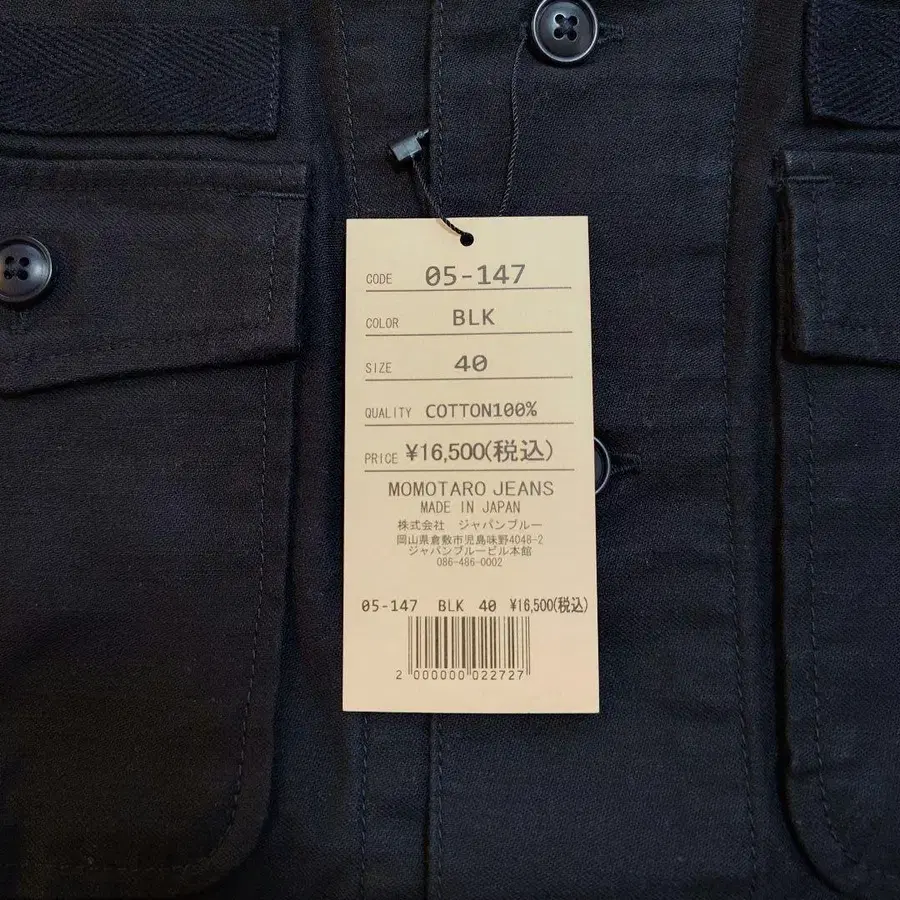 CODE 05-147
COLOR BLK
SIZE 40
QUALITY COTTON100%
PRICE ¥16,500(税込)
MOMOTARO JEANS
MADE IN JAPAN
株式会社 ジャパンブルー
岡山県倉敷市児島味野4048-2
ジャパンブルービル本館
086-486-0002
05-147 BLK 40 ¥16,500(税込)
2 000000 022727